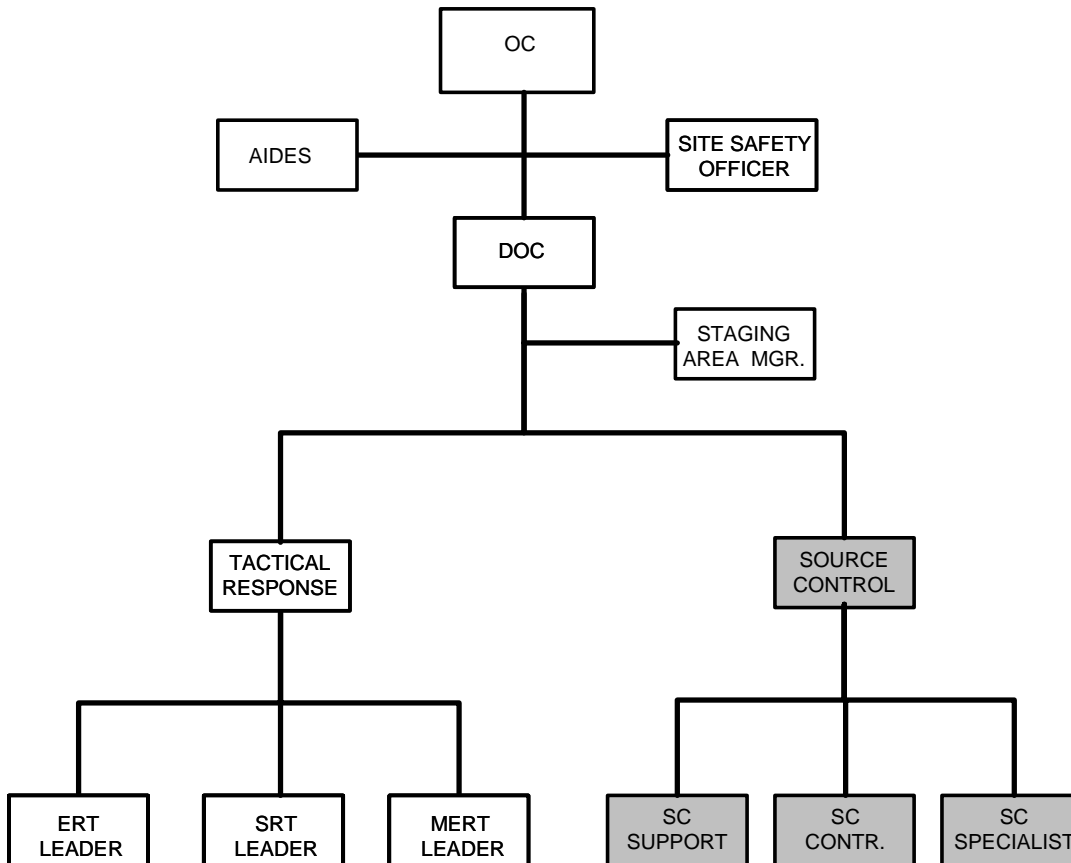 OC
AIDES
SITE SAFETY
OFFICER
DOC
STAGING
AREA MGR.
TACTICAL
RESPONSE
SOURCE
CONTROL
ERT
LEADER
SRT
LEADER
MERT
LEADER
SC
SUPPORT
SC
CONTR.
SC
SPECIALIST